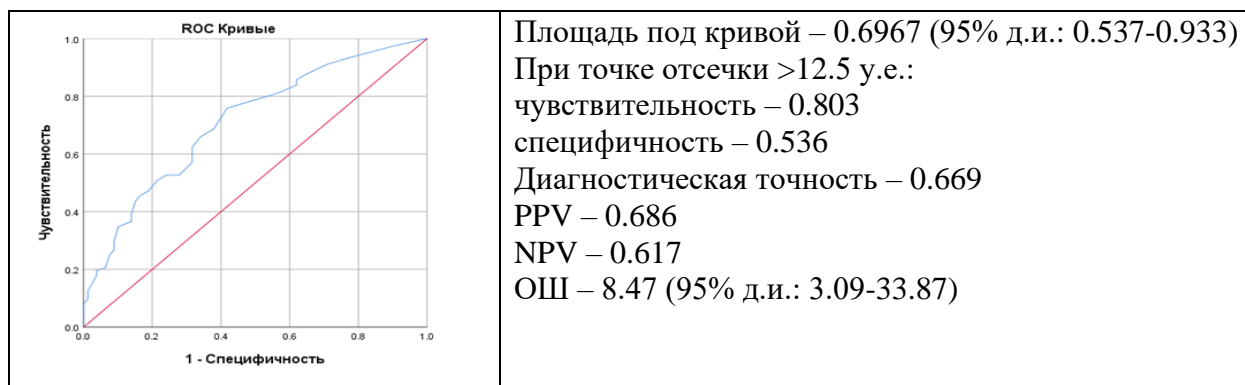 ROC Кривые
1.0
0.8
0.6
0.4
0.2
0.0
Чувствительность
0.0 0.2 0.4 0.6 0.8 1.0
1 - Специфичность
Площадь под кривой – 0.6967 (95% д.и.: 0.537-0.933)
При точке отсечки >12.5 у.е.:
чувствительность – 0.803
специфичность – 0.536
Диагностическая точность – 0.669
PPV – 0.686
NPV – 0.617
ОШ – 8.47 (95% д.и.: 3.09-33.87)